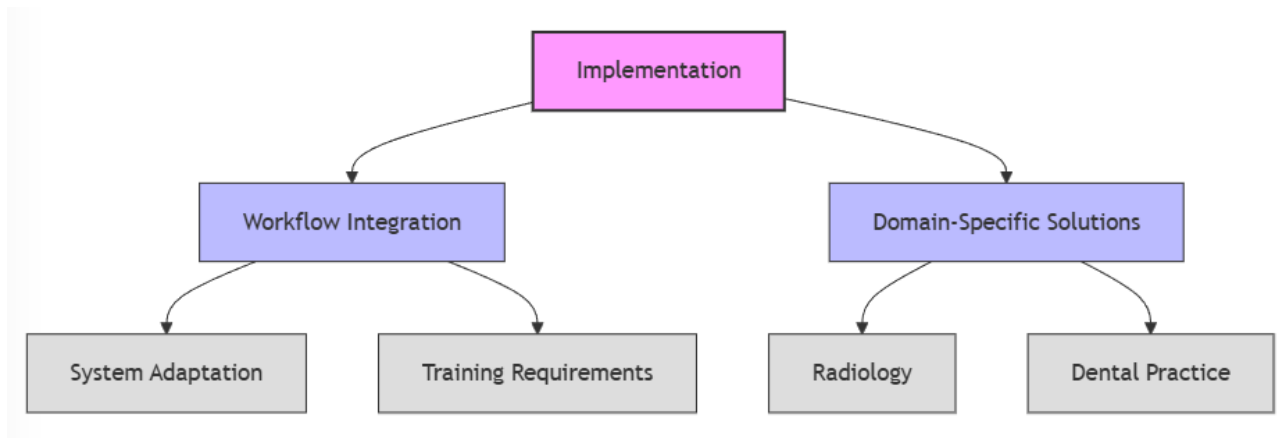 Implementation
Workflow Integration
Domain-Specific Solutions
System Adaptation
Training Requirements
Radiology
Dental Practice